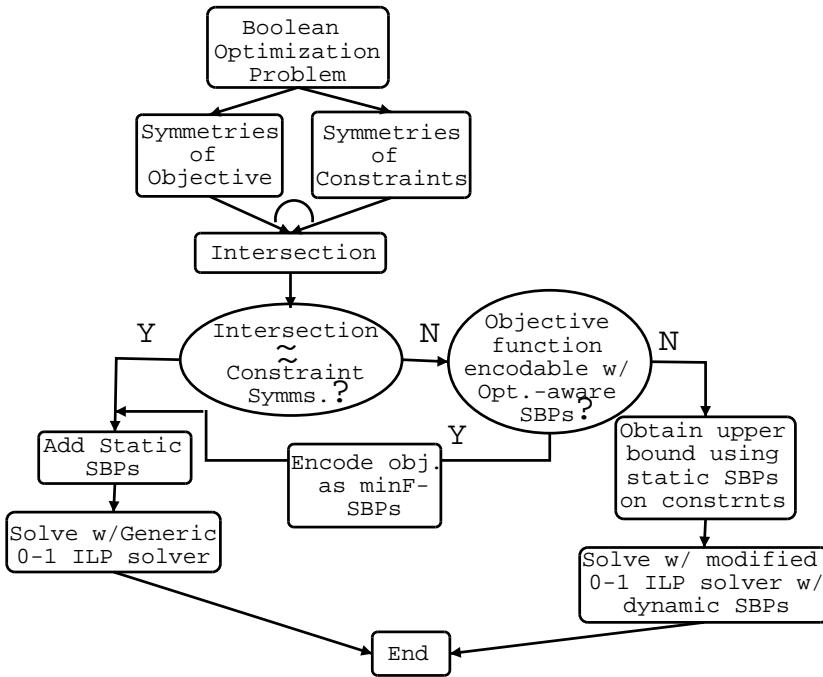 Boolean
Optimization
Problem
Symmetries
of
Objective
Symmetries
of
Constraints
Intersection
Y
Intersection
≈
Constraint
Symms.?
N
Objective
function
encodable w/
Opt.-aware
SBPs?
N
Y
Add Static
SBPs
Encode obj.
as minF-
SBPs
Obtain upper
bound using
static SBPs
on constrnts
Solve w/Generic
0-1 ILP solver
Solve w/ modified
0-1 ILP solver w/
dynamic SBPs
End